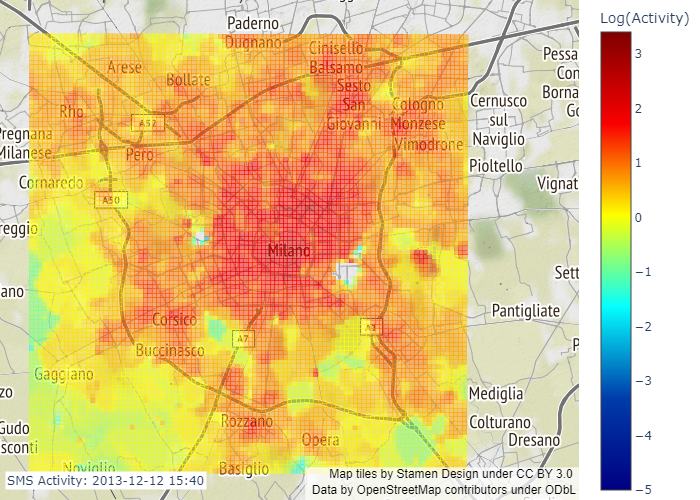 Log(Activity)
3
2
1
0
−1
−2
−3
−4
−5
Paderno
Dugnano
Cinisello
Balsamo
Arese
Bollate
Sesto
San
Giovanni
Pessa
Con
Borna
Go
Rho
A52
Cologno
Monzese
Cernusco
sul
Naviglio
Pregnana
Milanese
Pero
Vimodrone
Pioltello
Cornaredo
Vignat
A50
reggio
Milano
Sett
ano
Pantigliate
Corsico
A7
Buccinasco
Gaggiano
zo
Mediglia
Rozzano
Colturano
Gudo
sconti
Opera
Dresano
Noviglio
Basiglio
SMS Activity: 2013-12-12 15:40
Map tiles by Stamen Design under CC BY 3.0
Data by OpenStreetMap contributors under ODbL